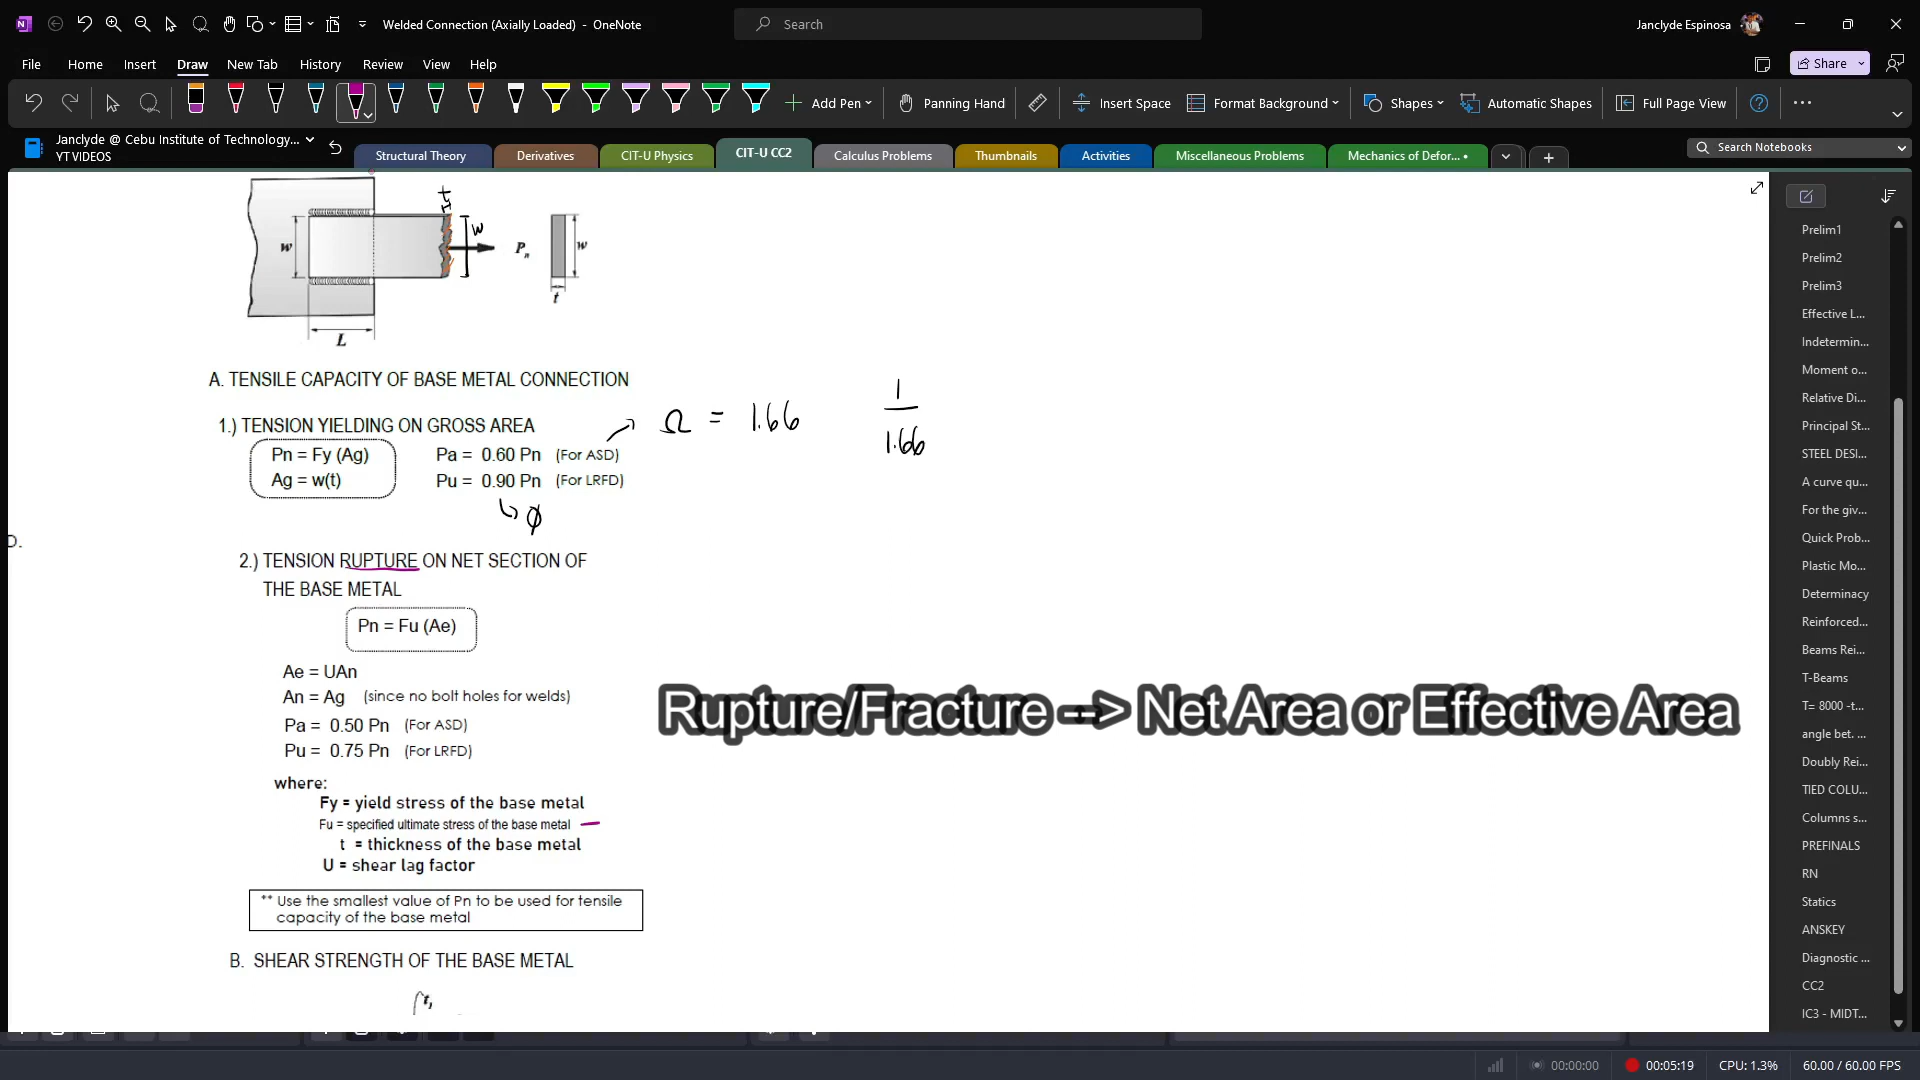 Welded Connection (Axially Loaded) - OneNote
Search
Janclyde Espinosa
File Home Insert Draw New Tab History Review View Help
Share
Add Pen
Panning Hand
Insert Space
Format Background
Shapes
Automatic Shapes
Full Page View
Janclyde @ Cebu Institute of Technology...
YT VIDEOS
Structural Theory
Derivatives
CIT-U Physics
CIT-U CC2
Calculus Problems
Thumbnails
Activities
Miscellaneous Problems
Mechanics of Defor... •
Search Notebooks
t
w
w
Pn
w
t
L
A. TENSILE CAPACITY OF BASE METAL CONNECTION
1.) TENSION YIELDING ON GROSS AREA
Pn = Fy (Ag)
Ag = w(t)
Pa = 0.60 Pn (For ASD)
Pu = 0.90 Pn (For LRFD)
Ω = 1.66
1
1.66
ϕ
2.) TENSION RUPTURE ON NET SECTION OF
THE BASE METAL
Pn = Fu (Ae)
Ae = UAn
An = Ag (since no bolt holes for welds)
Pa = 0.50 Pn (For ASD)
Pu = 0.75 Pn (For LRFD)
Rupture/Fracture --> Net Area or Effective Area
where:
Fy = yield stress of the base metal
Fu = specified ultimate stress of the base metal
t = thickness of the base metal
U = shear lag factor
** Use the smallest value of Pn to be used for tensile
capacity of the base metal
B. SHEAR STRENGTH OF THE BASE METAL
t,
Prelim1
Prelim2
Prelim3
Effective L...
Indetermin...
Moment o...
Relative Di...
Principal St...
STEEL DESI...
A curve qu...
For the giv...
Quick Prob...
Plastic Mo...
Determinacy
Reinforced...
Beams Rei...
T-Beams
T= 8000 -t...
angle bet. ...
Doubly Rei...
TIED COLU...
Columns s...
PREFINALS
RN
Statics
ANSKEY
Diagnostic ...
CC2
IC3 - MIDT...
00:00:00
00:05:19
CPU: 1.3%
60.00 / 60.00 FPS